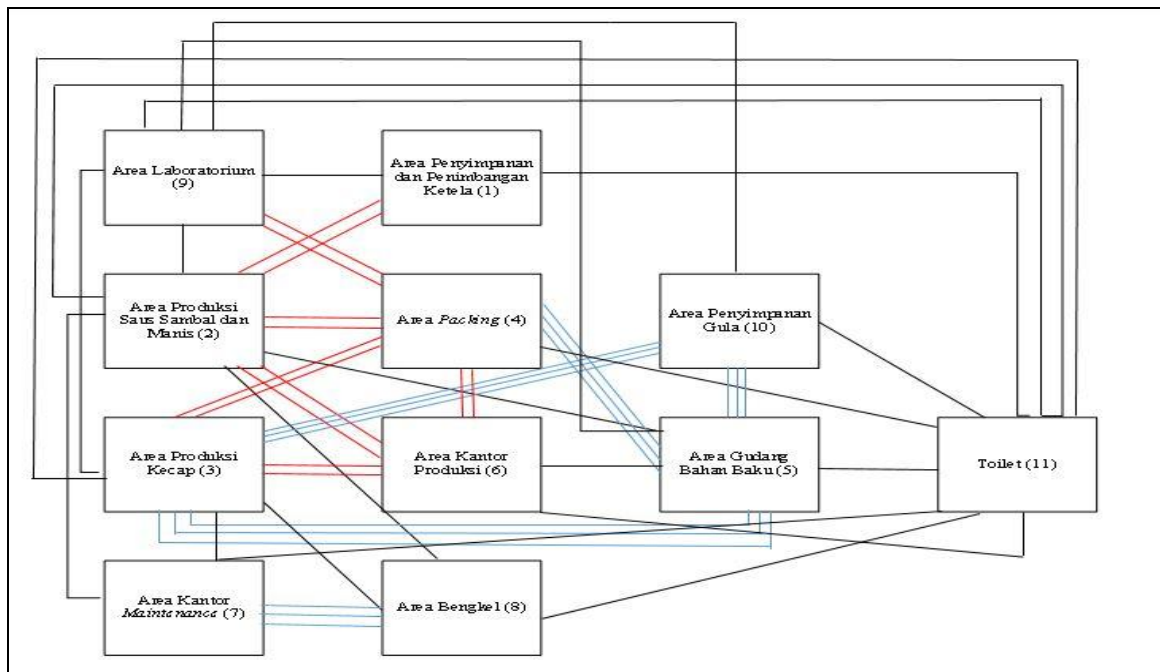 Area Laboratorium
(9)
Area Penyimpanan
dan Penimbangan
Ketela (1)
Area Produksi
Saus Sambal dan
Manis (2)
Area Packing (4)
Area Penyimpanan
Gula (10)
Area Produksi
Kecap (3)
Area Kantor
Produksi (6)
Area Gudang
Bahan Baku (5)
Toilet (11)
Area Kantor
Maintenance (7)
Area Bengkel (8)